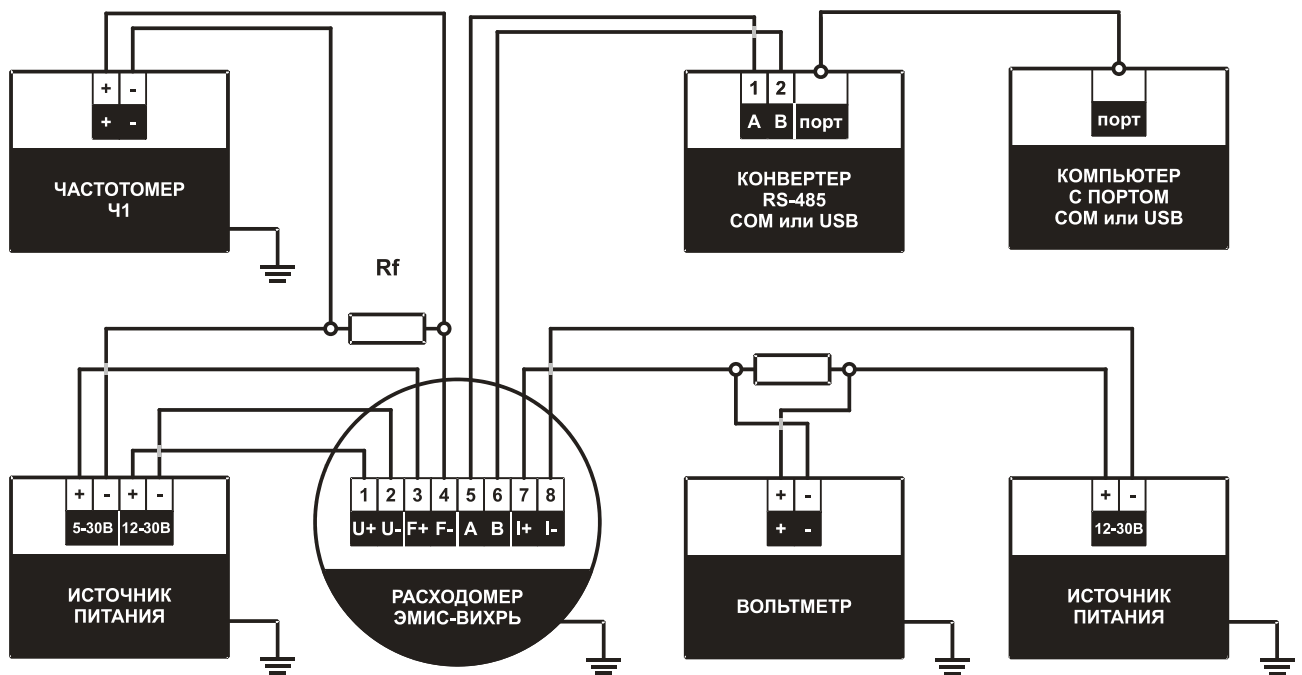 + -
+ -
ЧАСТОТОМЕР
Ч1
1 2
A B порт
КОНВЕРТЕР
RS-485
COM или USB
порт
КОМПЬЮТЕР
С ПОРТОМ
COM или USB
Rf
+ - + -
5-30В 12-30В
ИСТОЧНИК
ПИТАНИЯ
1 2 3 4 5 6 7 8
U+ U- F+ F- A B I+ I-
РАСХОДОМЕР
ЭМИС-ВИХРЬ
+ -
+ -
ВОЛЬТМЕТР
+ -
12-30В
ИСТОЧНИК
ПИТАНИЯ